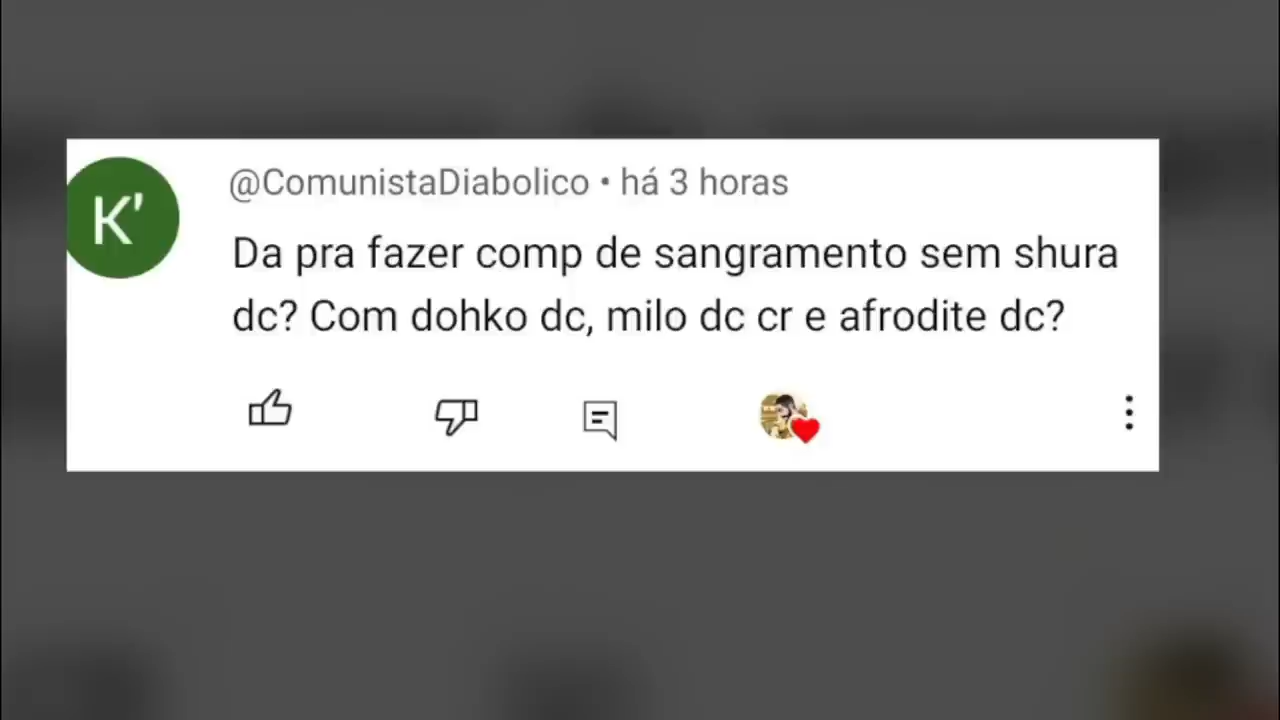 K'
@ComunistaDiabolico • há 3 horas
Da pra fazer comp de sangramento sem shura
dc? Com dohko dc, milo dc cr e afrodite dc?